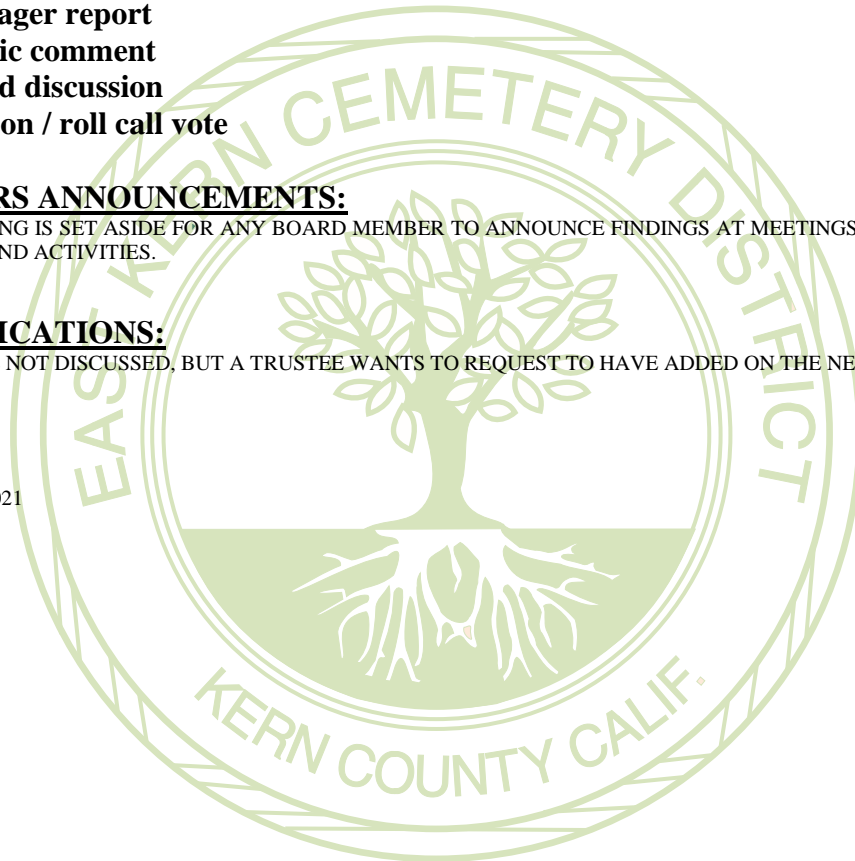 ager report
ic comment
d discussion
on / roll call vote
RS ANNOUNCEMENTS:
NG IS SET ASIDE FOR ANY BOARD MEMBER TO ANNOUNCE FINDINGS AT MEETINGS
ND ACTIVITIES.
ICATIONS:
NOT DISCUSSED, BUT A TRUSTEE WANTS TO REQUEST TO HAVE ADDED ON THE NE
021
EAST KERN CEMETERY DISTRICT
KERN COUNTY CALIF.